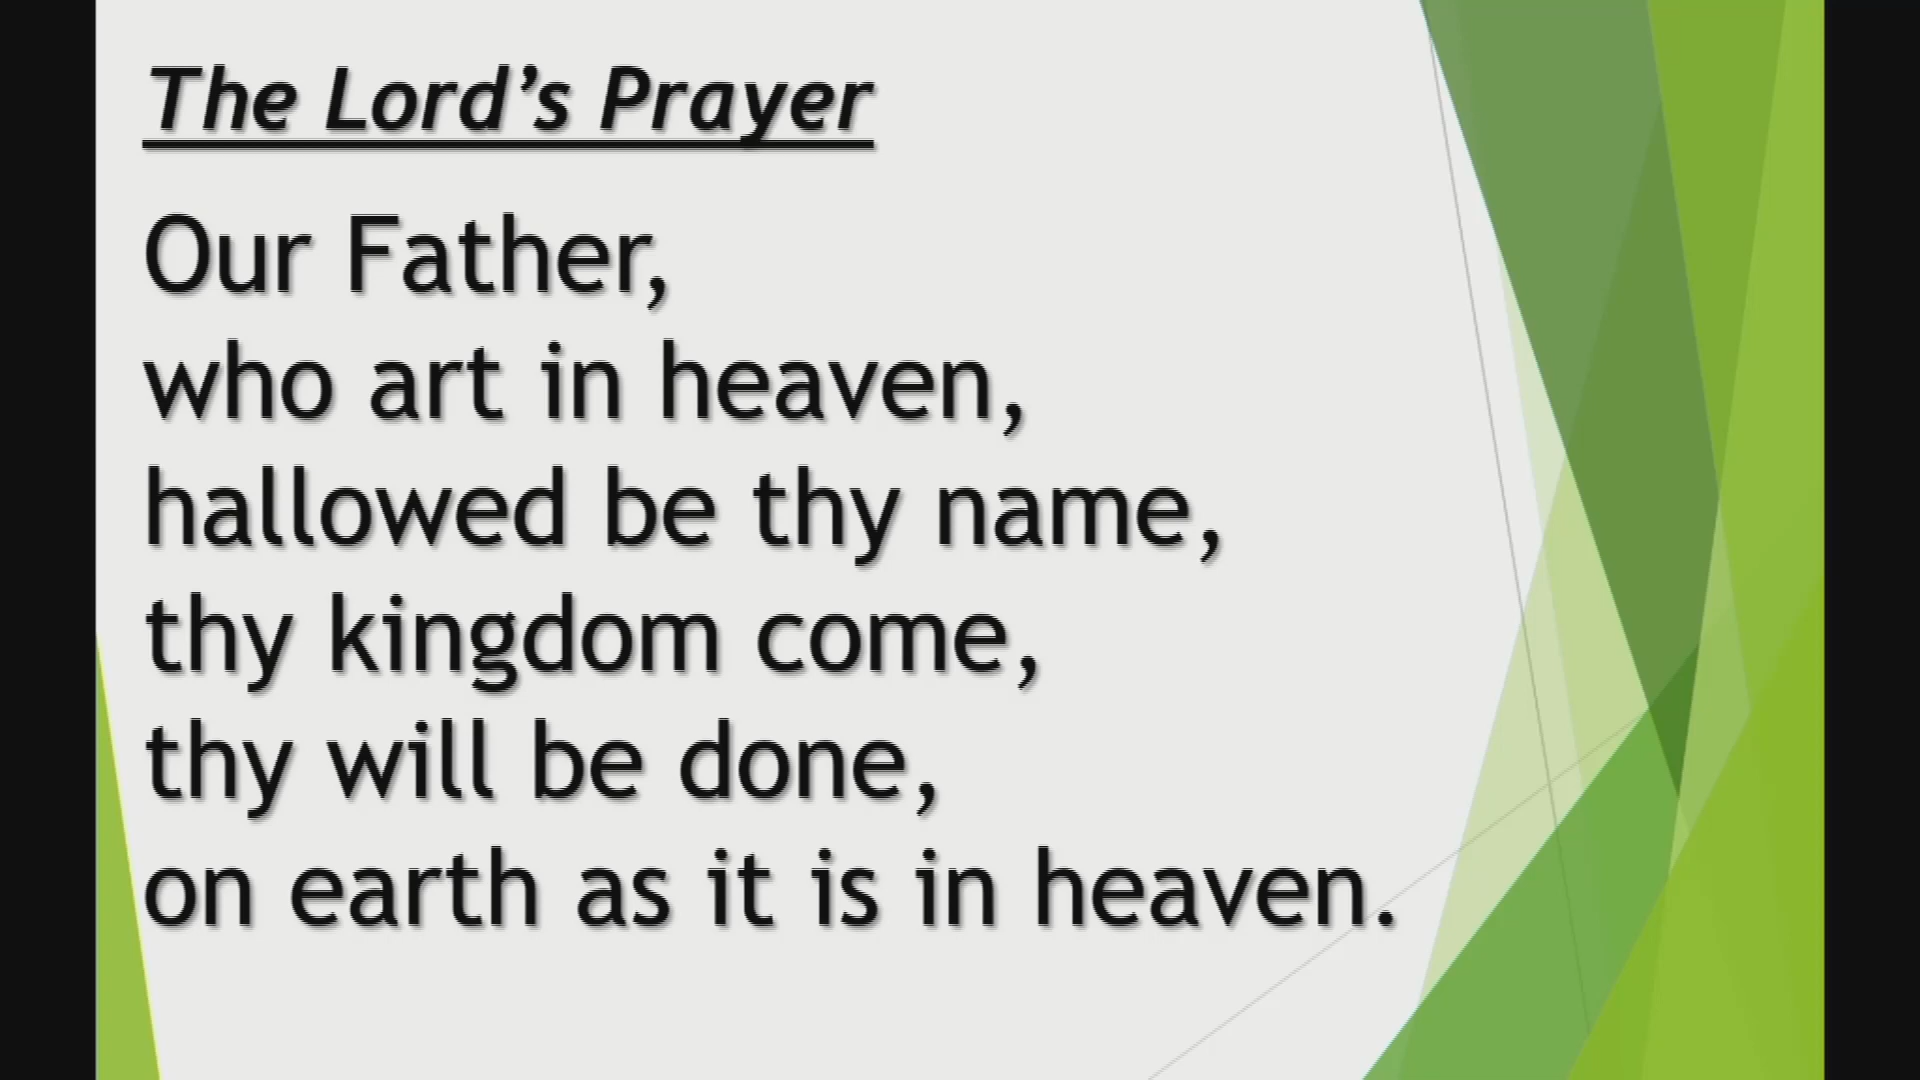 The Lord’s Prayer
Our Father,
who art in heaven,
hallowed be thy name,
thy kingdom come,
thy will be done,
on earth as it is in heaven.